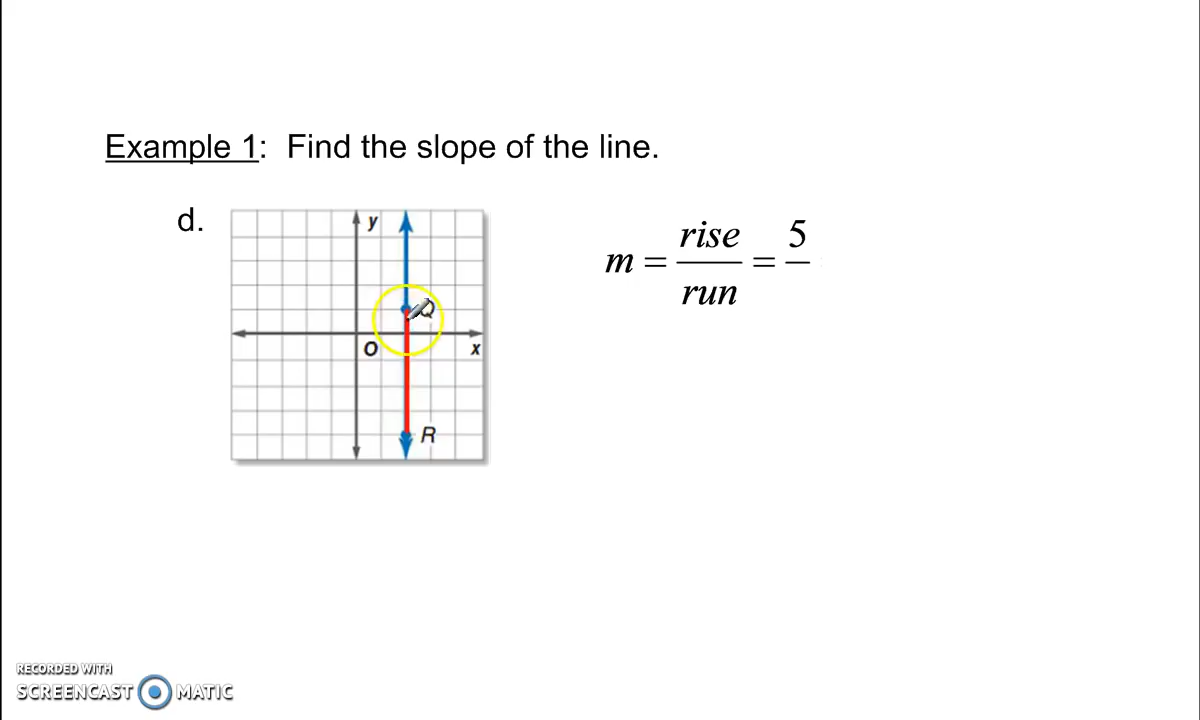 Example 1: Find the slope of the line.
d.
y
Q
O
x
R
m = rise/run = 5/
RECORDED WITH
SCREENCAST MATIC